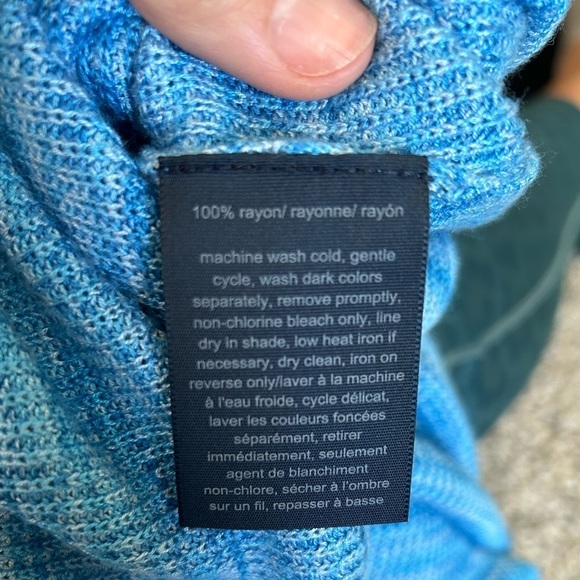 100% rayon/ rayonne/ rayón
machine wash cold, gentle
cycle, wash dark colors
separately, remove promptly,
non-chlorine bleach only, line
dry in shade, low heat iron if
necessary, dry clean, iron on
reverse only/laver à la machine
à l'eau froide, cycle délicat,
laver les couleurs foncées
séparément, retirer
immédiatement, seulement
agent de blanchiment
non-chlore, sécher à l'ombre
sur un fil, repasser à basse